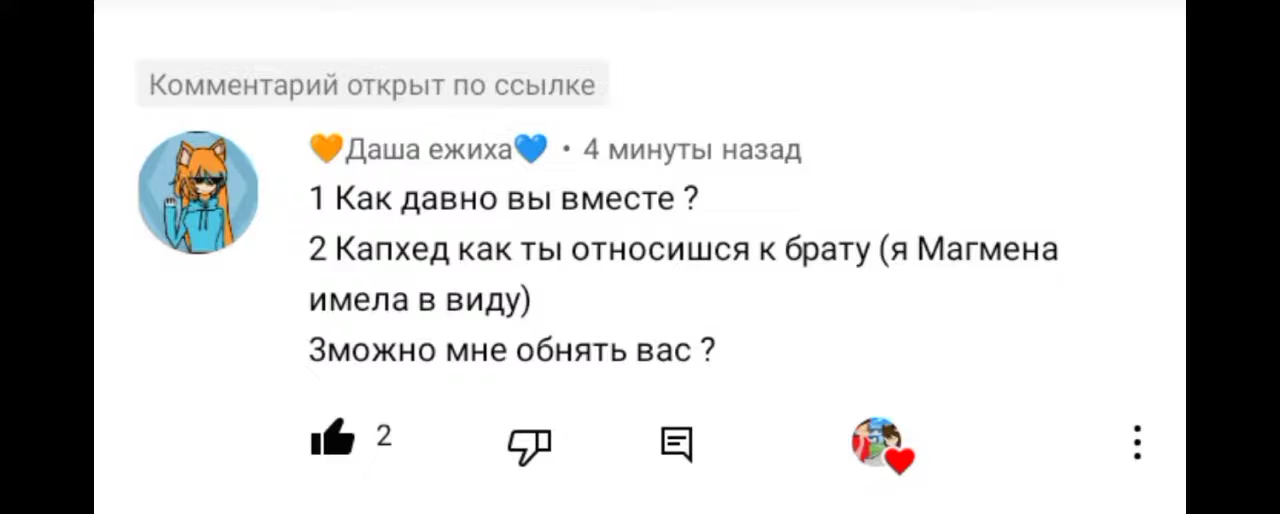 Комментарий открыт по ссылке
🧡Даша ежиха💙 • 4 минуты назад
1 Как давно вы вместе ?
2 Капхед как ты относишся к брату (я Магмена
имела в виду)
3можно мне обнять вас ?
2